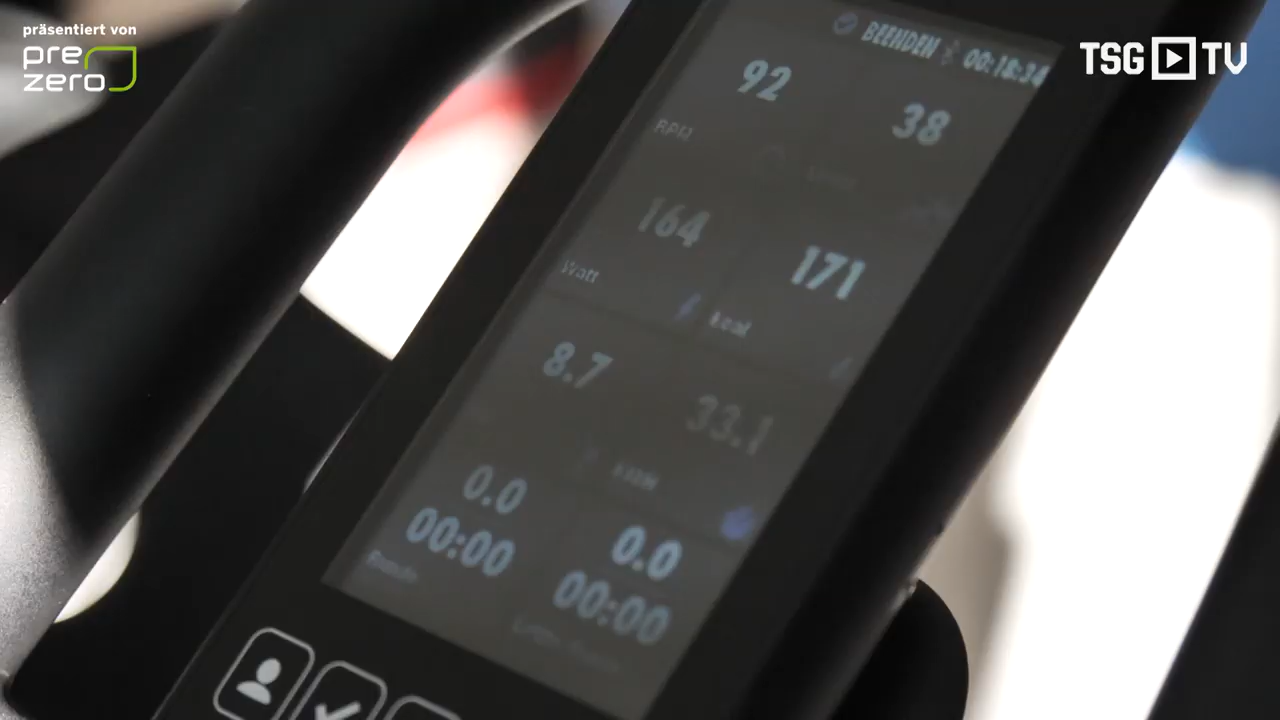 präsentiert von
pre
zero
TSG TV
BEENDEN 00:18:34
92
38
RPM
164
171
Watt
kcal
8.7
33.1
0.0
0.0
00:00
00:00